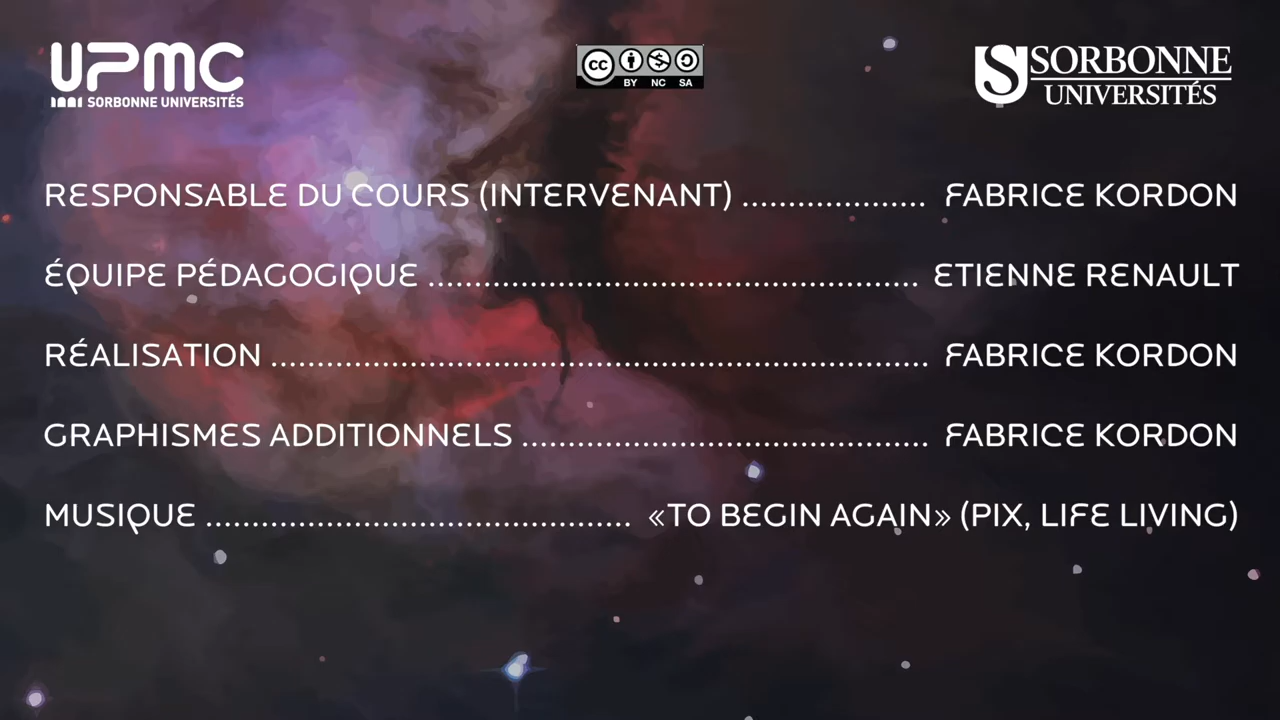 UPMC
SORBONNE UNIVERSITÉS
cc BY NC SA
SORBONNE
UNIVERSITÉS
RESPONSABLE DU COURS (INTERVENANT) .................... FABRICE KORDON
ÉQUIPE PÉDAGOGIQUE ..................................................... ETIENNE RENAULT
RÉALISATION ....................................................................... FABRICE KORDON
GRAPHISMES ADDITIONNELS ............................................ FABRICE KORDON
MUSIQUE .............................................. «TO BEGIN AGAIN» (PIX, LIFE LIVING)